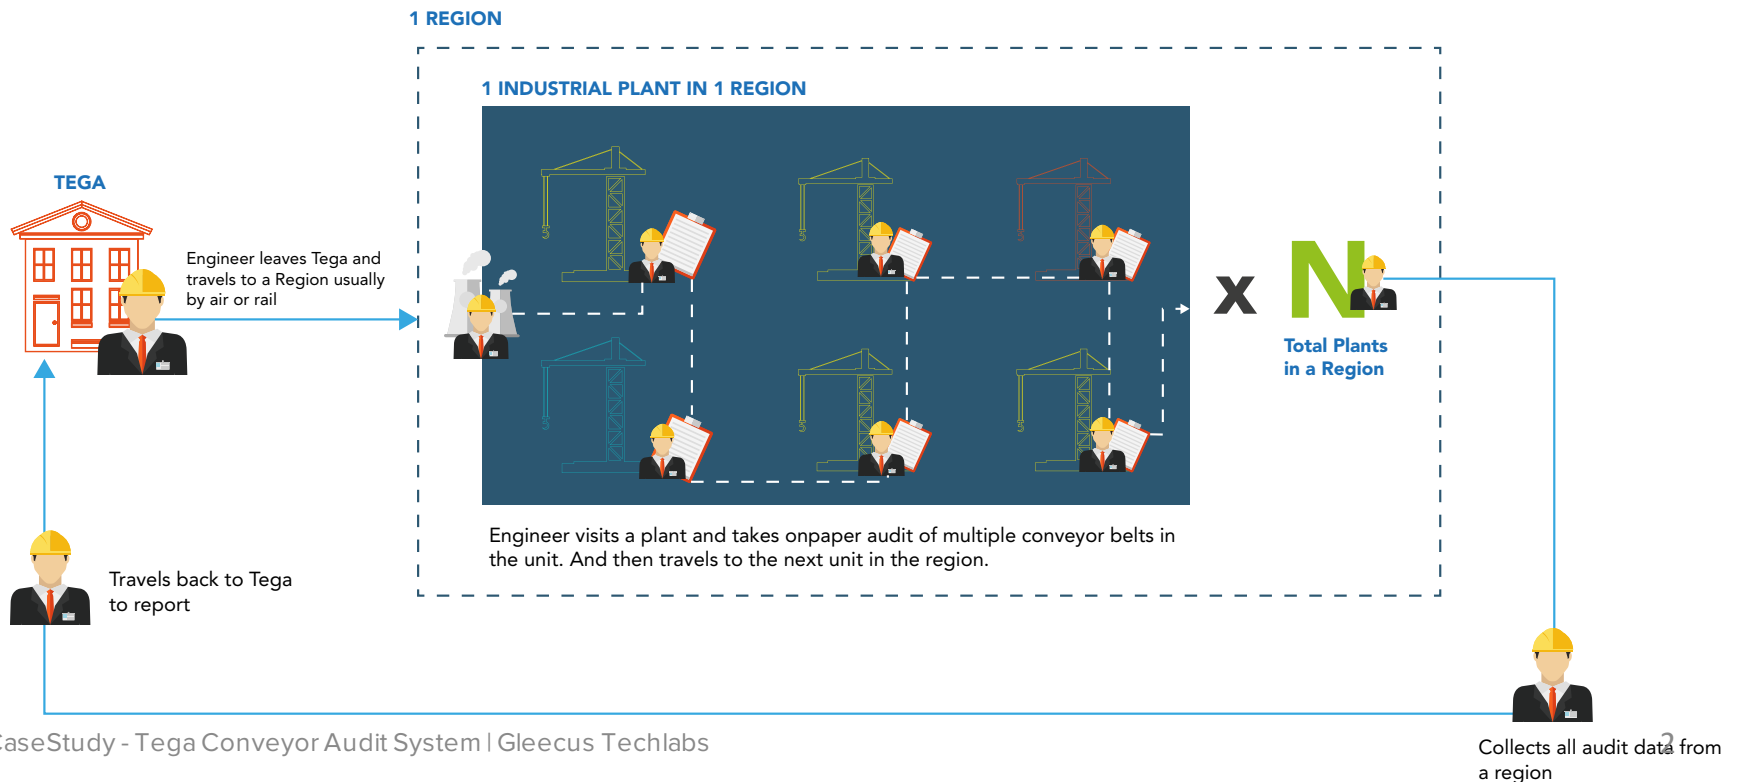 1 REGION
1 INDUSTRIAL PLANT IN 1 REGION
TEGA
Engineer leaves Tega and
travels to a Region usually
by air or rail
x N
Total Plants
in a Region
Engineer visits a plant and takes onpaper audit of multiple conveyor belts in
the unit. And then travels to the next unit in the region.
Travels back to Tega
to report
Collects all audit data from
a region
CaseStudy - Tega Conveyor Audit System | Gleecus Techlabs
2